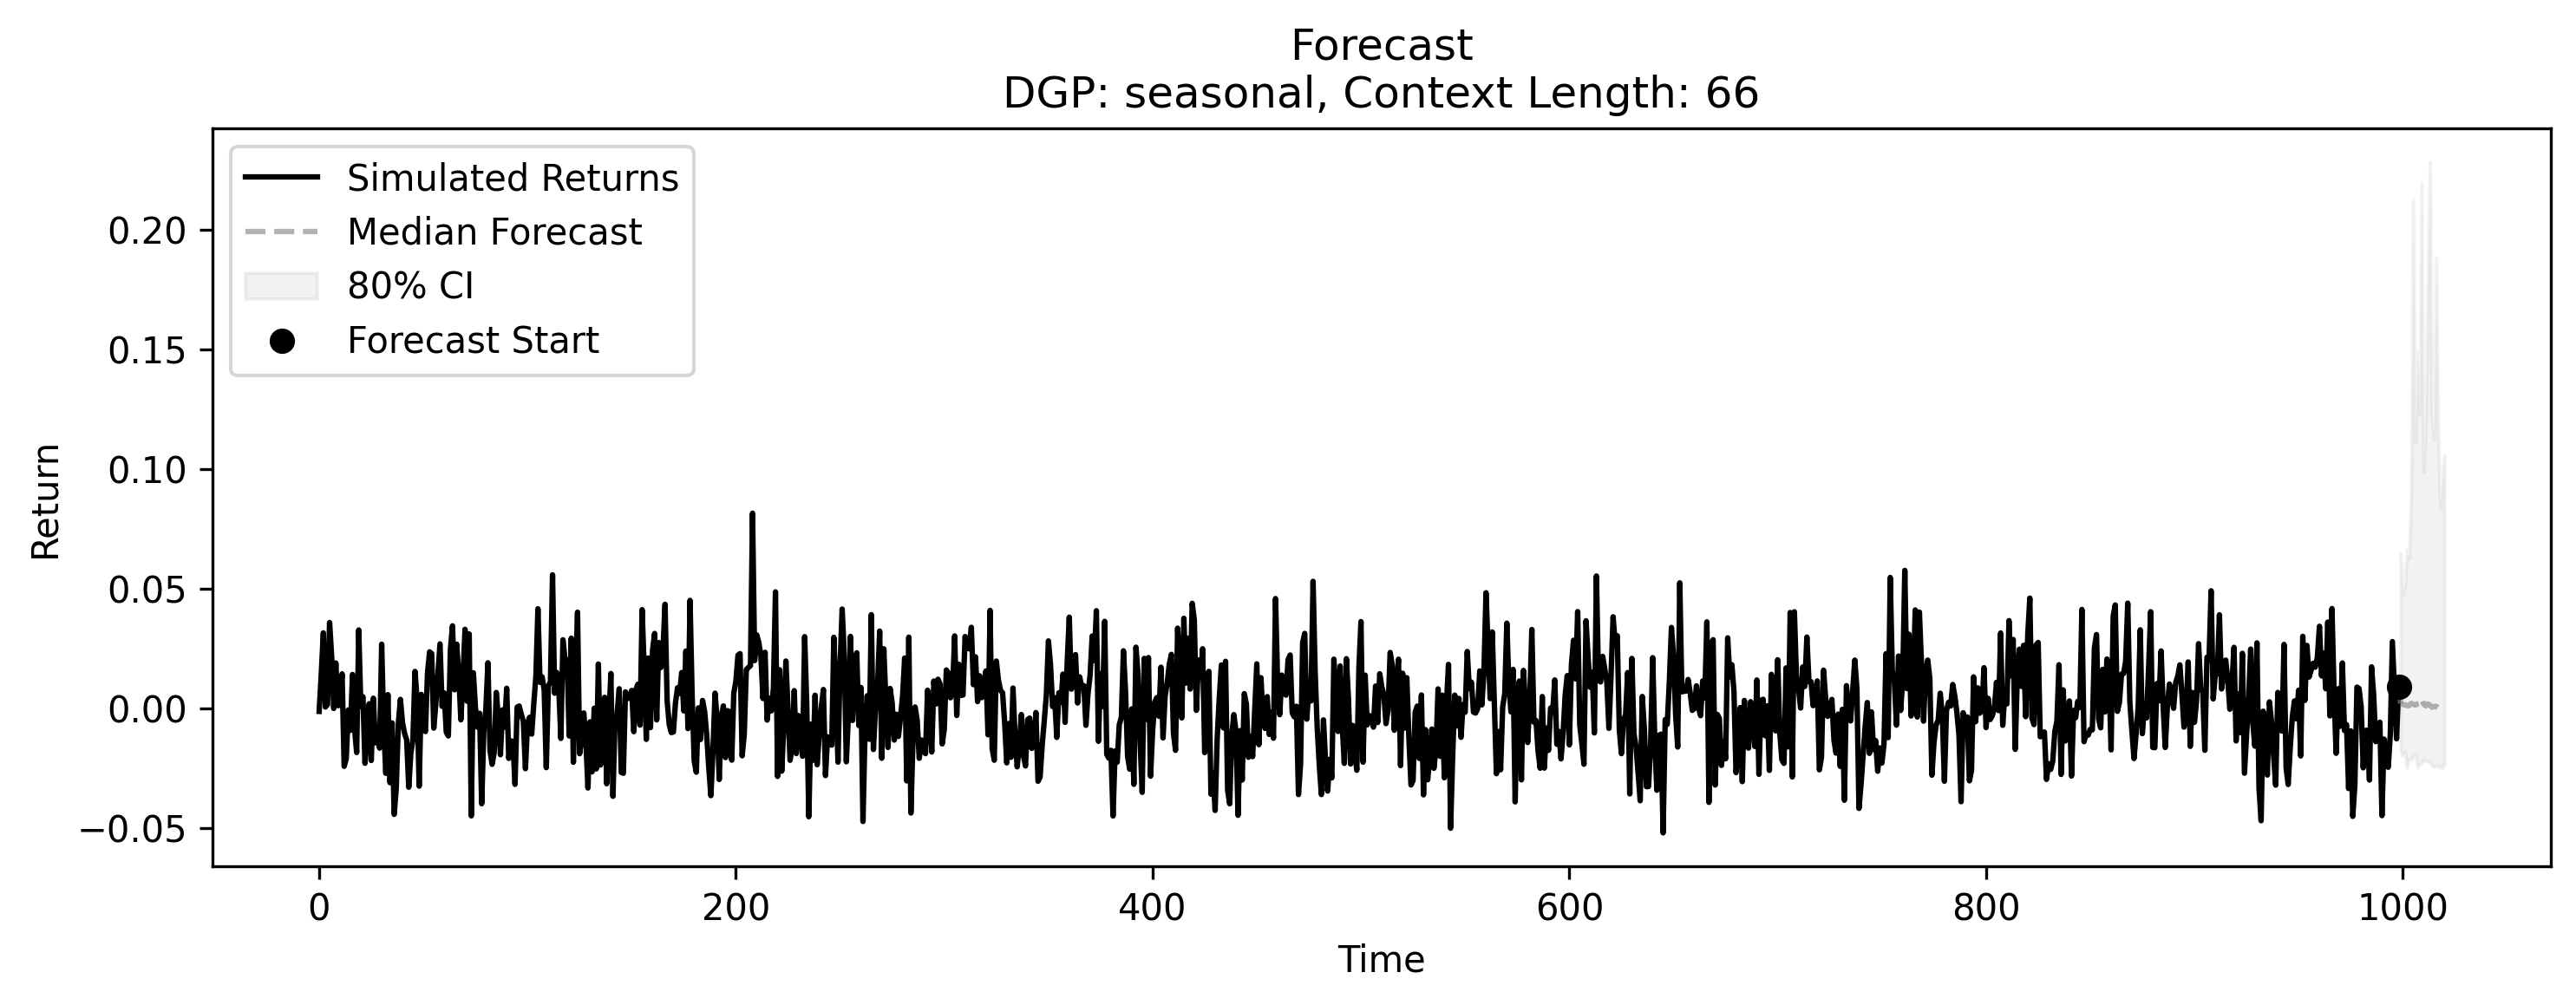 Forecast
DGP: seasonal, Context Length: 66
Simulated Returns
Median Forecast
80% CI
Forecast Start
Return
0.20
0.15
0.10
0.05
0.00
−0.05
0 200 400 600 800 1000
Time